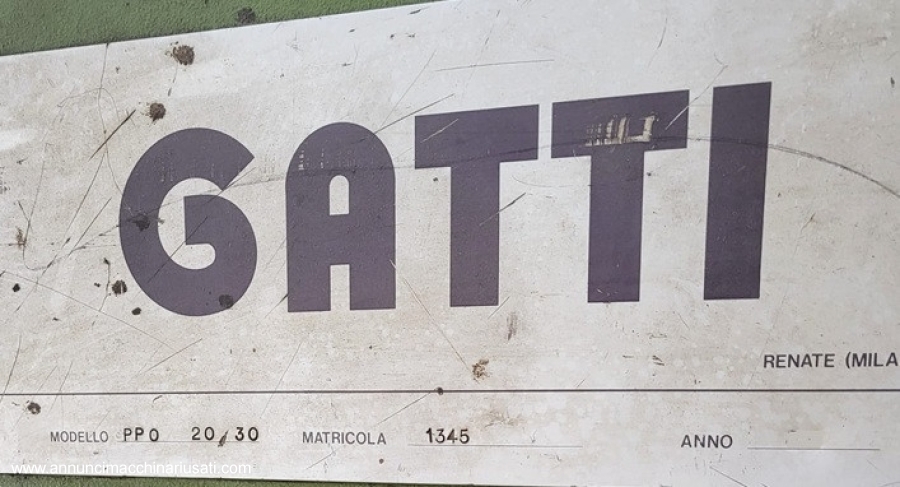 GATTI
RENATE (MILA
MODELLO PPO 20/30 MATRICOLA 1345 ANNO
www.annuncimacchinariusati.com